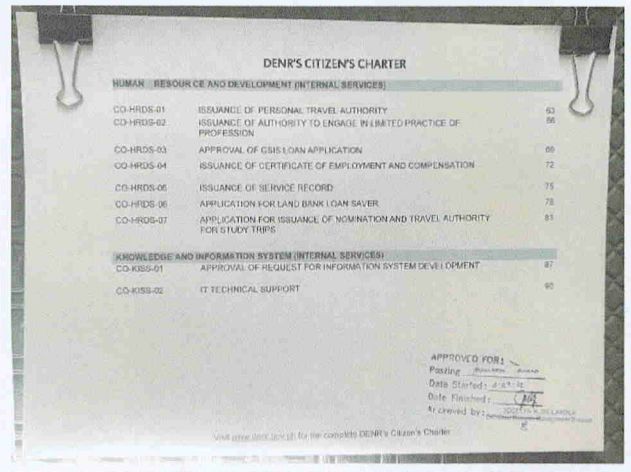 DENR'S CITIZEN'S CHARTER
HUMAN RESOURCE AND DEVELOPMENT (INTERNAL SERVICES)
CO-HRDS-01 ISSUANCE OF PERSONAL TRAVEL AUTHORITY 63
CO-HRDS-02 ISSUANCE OF AUTHORITY TO ENGAGE IN LIMITED PRACTICE OF 66
PROFESSION
CO-HRDS-03 APPROVAL OF GSIS LOAN APPLICATION 69
CO-HRDS-04 ISSUANCE OF CERTIFICATE OF EMPLOYMENT AND COMPENSATION 72
CO-HRDS-05 ISSUANCE OF SERVICE RECORD 75
CO-HRDS-06 APPLICATION FOR LAND BANK LOAN SAVER 78
CO-HRDS-07 APPLICATION FOR ISSUANCE OF NOMINATION AND TRAVEL AUTHORITY 81
FOR STUDY TRIPS
KNOWLEDGE AND INFORMATION SYSTEM (INTERNAL SERVICES)
CO-KISS-01 APPROVAL OF REQUEST FOR INFORMATION SYSTEM DEVELOPMENT 87
CO-KISS-02 IT TECHNICAL SUPPORT 90
APPROVED FOR:
Posting
Date Started:
Date Finished:
Approved by:
Visit www.denr.gov.ph for the complete DENR's Citizen's Charter